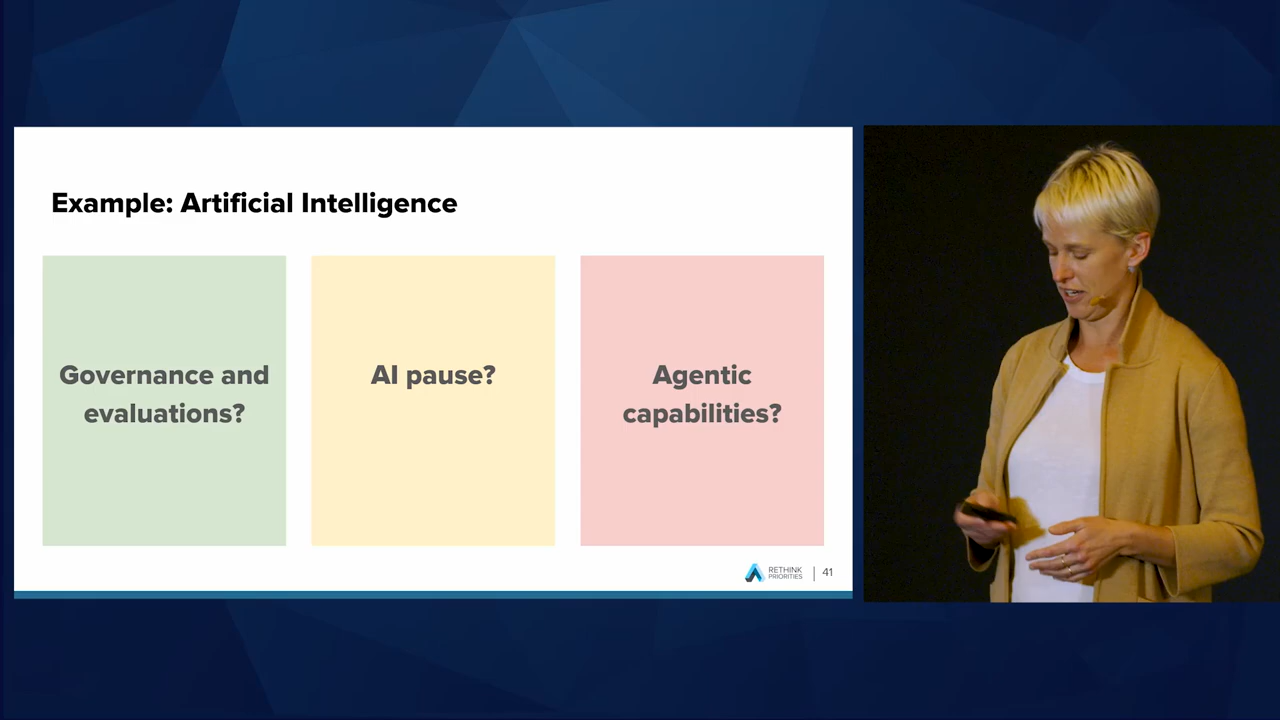 Example: Artificial Intelligence
Governance and
evaluations?
AI pause?
Agentic
capabilities?
RETHINK
PRIORITIES
41